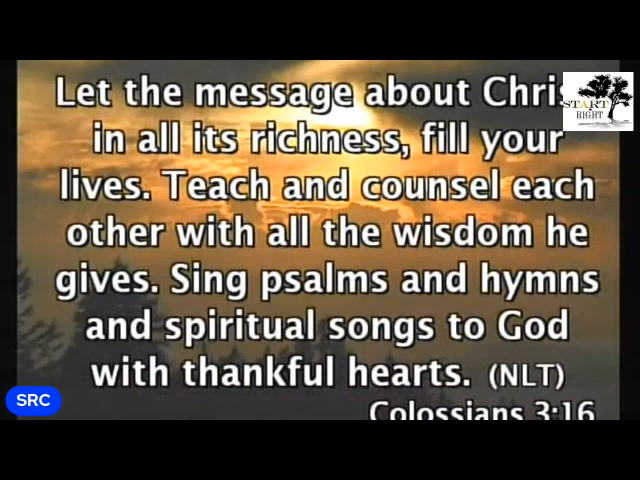 Let the message about Chris
in all its richness, fill your
lives. Teach and counsel each
other with all the wisdom he
gives. Sing psalms and hymns
and spiritual songs to God
with thankful hearts. (NLT)
Colossians 3:16
START
RIGHT
SRC